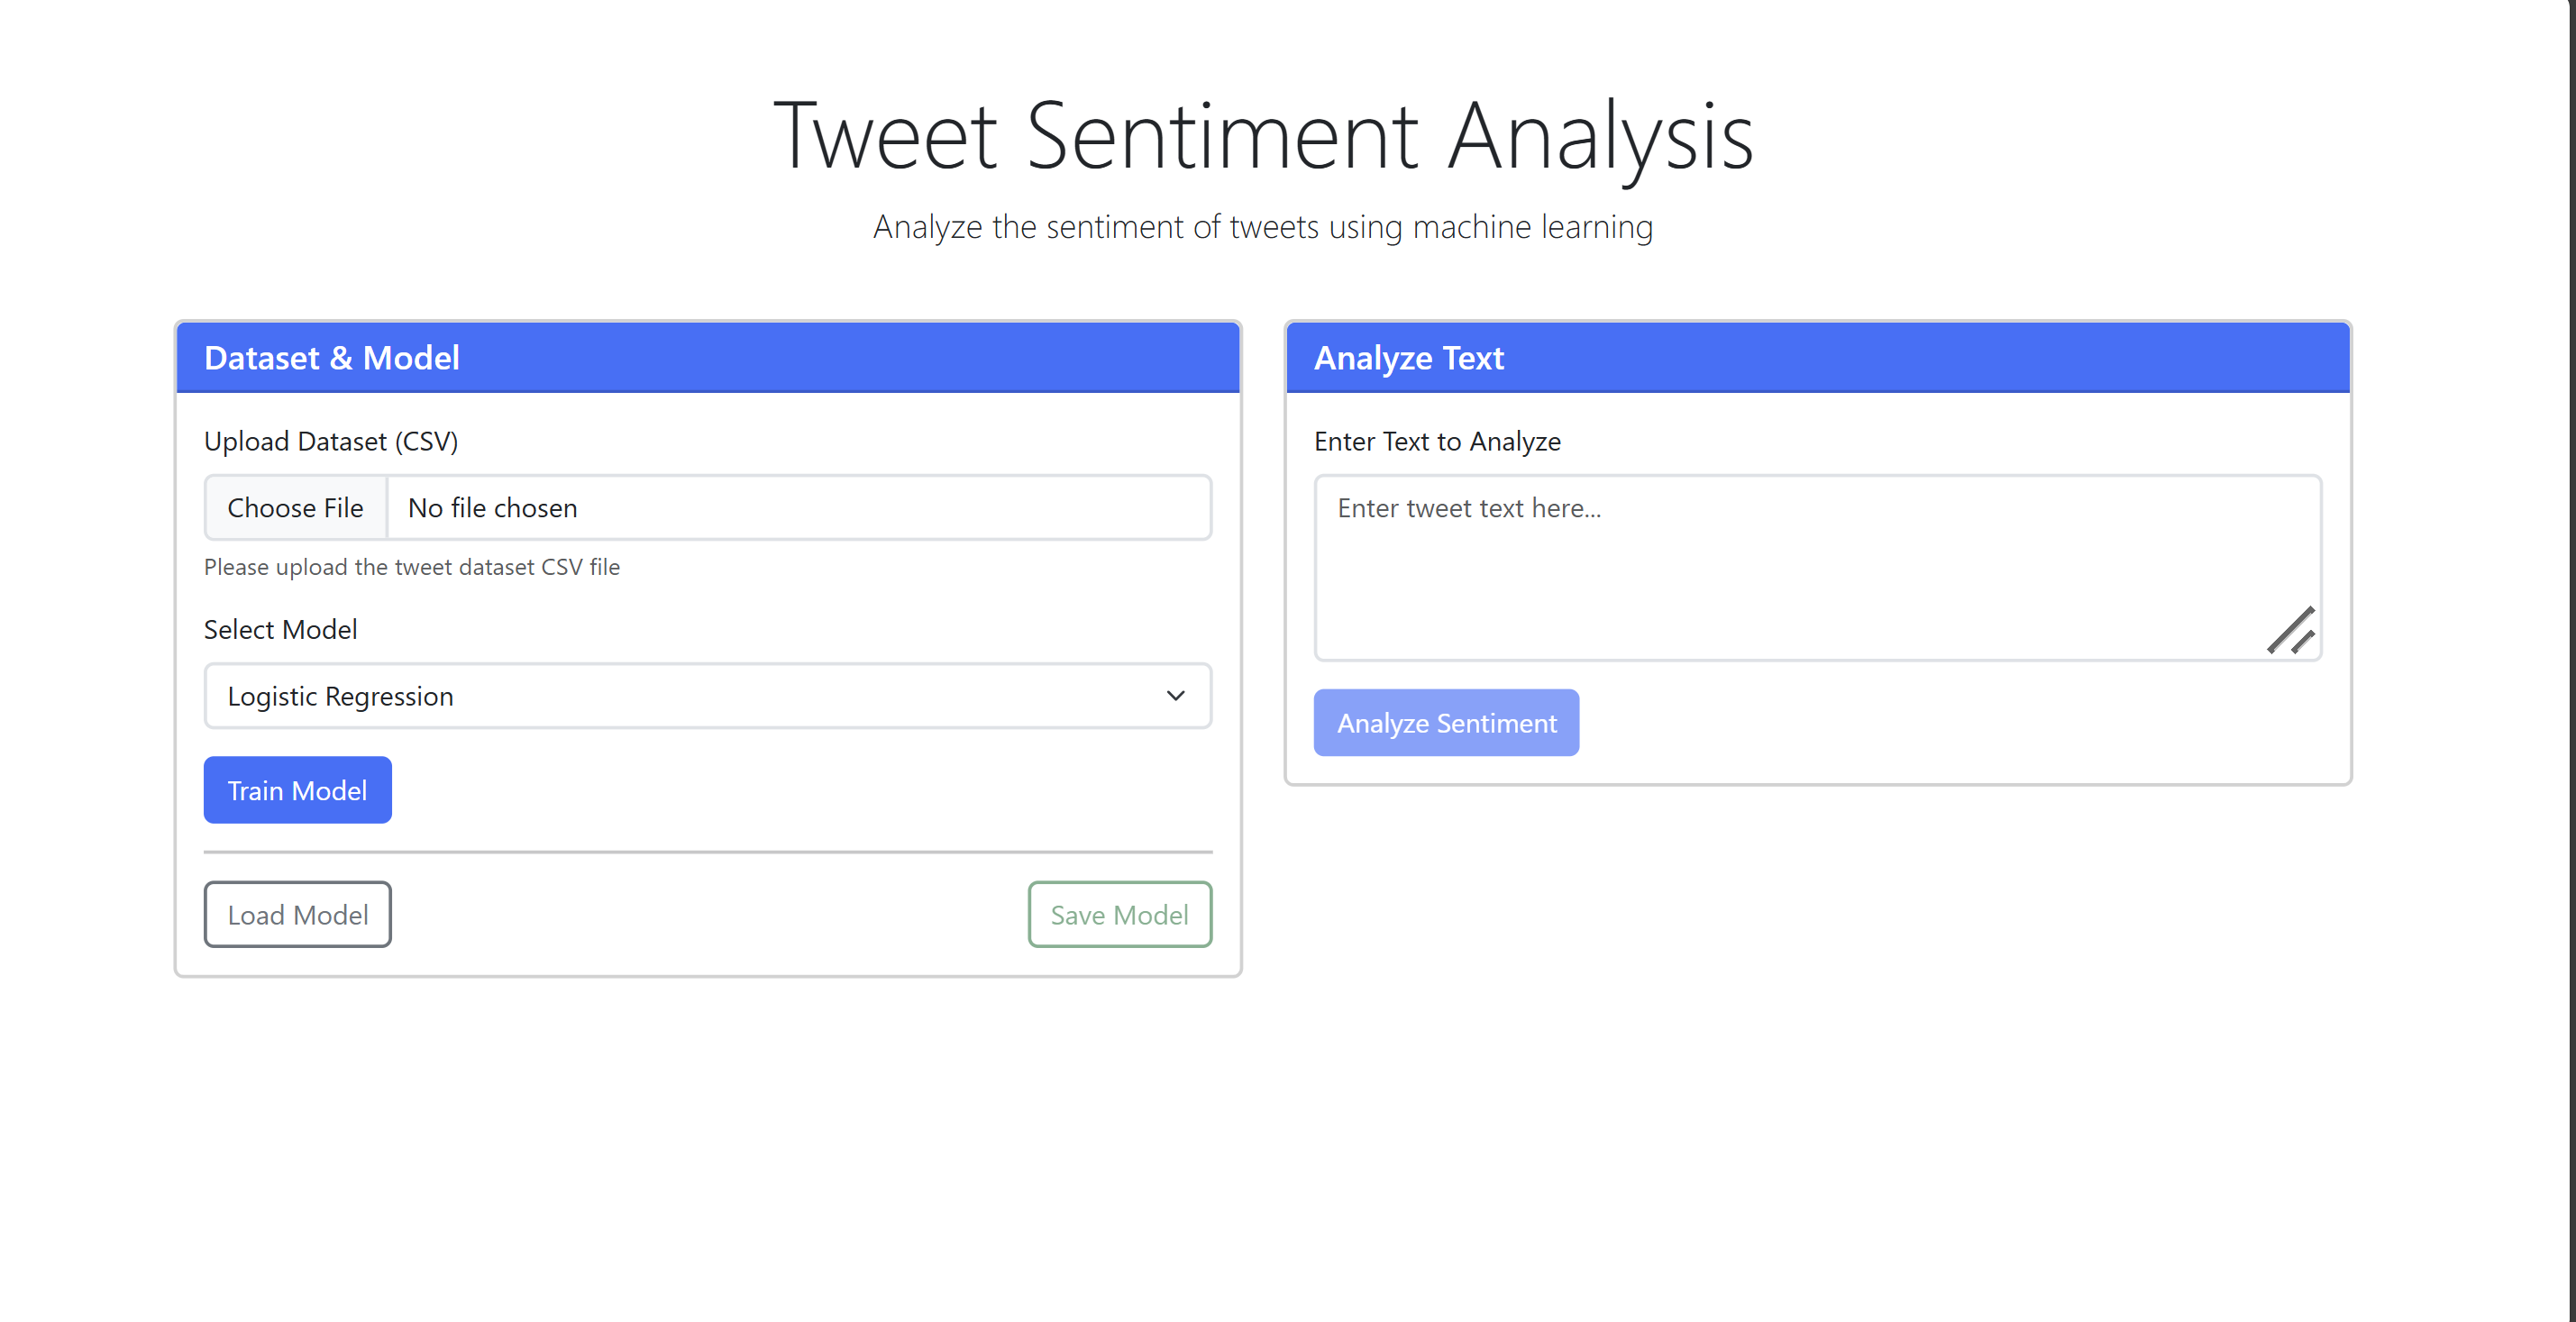 Tweet Sentiment Analysis
Analyze the sentiment of tweets using machine learning
Dataset & Model
Upload Dataset (CSV)
Choose File No file chosen
Please upload the tweet dataset CSV file
Select Model
Logistic Regression
Train Model
Load Model Save Model
Analyze Text
Enter Text to Analyze
Enter tweet text here...
Analyze Sentiment